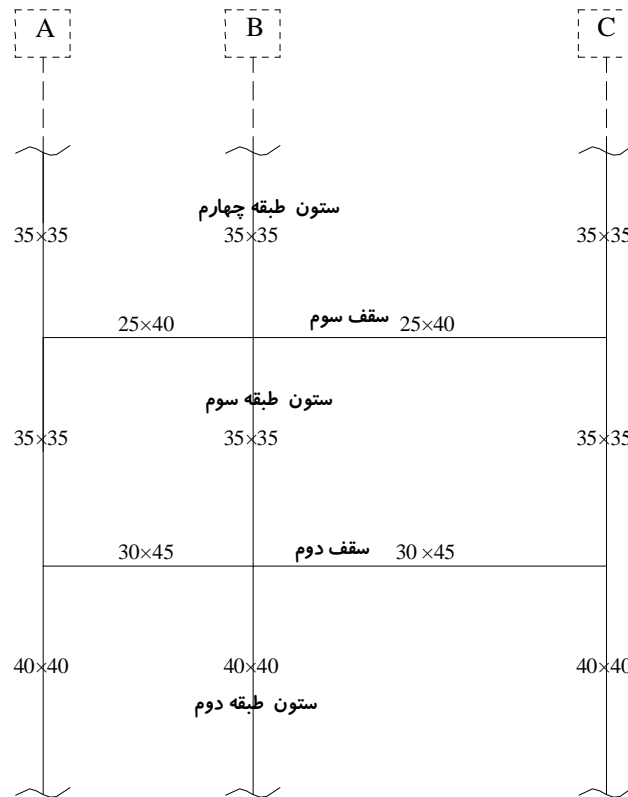 A B C
ستون طبقه چهارم
35×35 35×35 35×35
25×40 سقف سوم 25×40
ستون طبقه سوم
35×35 35×35 35×35
30×45 سقف دوم 30×45
40×40 40×40 40×40
ستون طبقه دوم